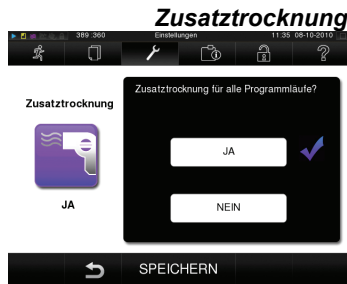 Zusatztrocknung
389 :360 Einstellungen 11:35 08-10-2010
Zusatztrocknung für alle Programmläufe?
Zusatztrocknung
JA
JA
NEIN
SPEICHERN